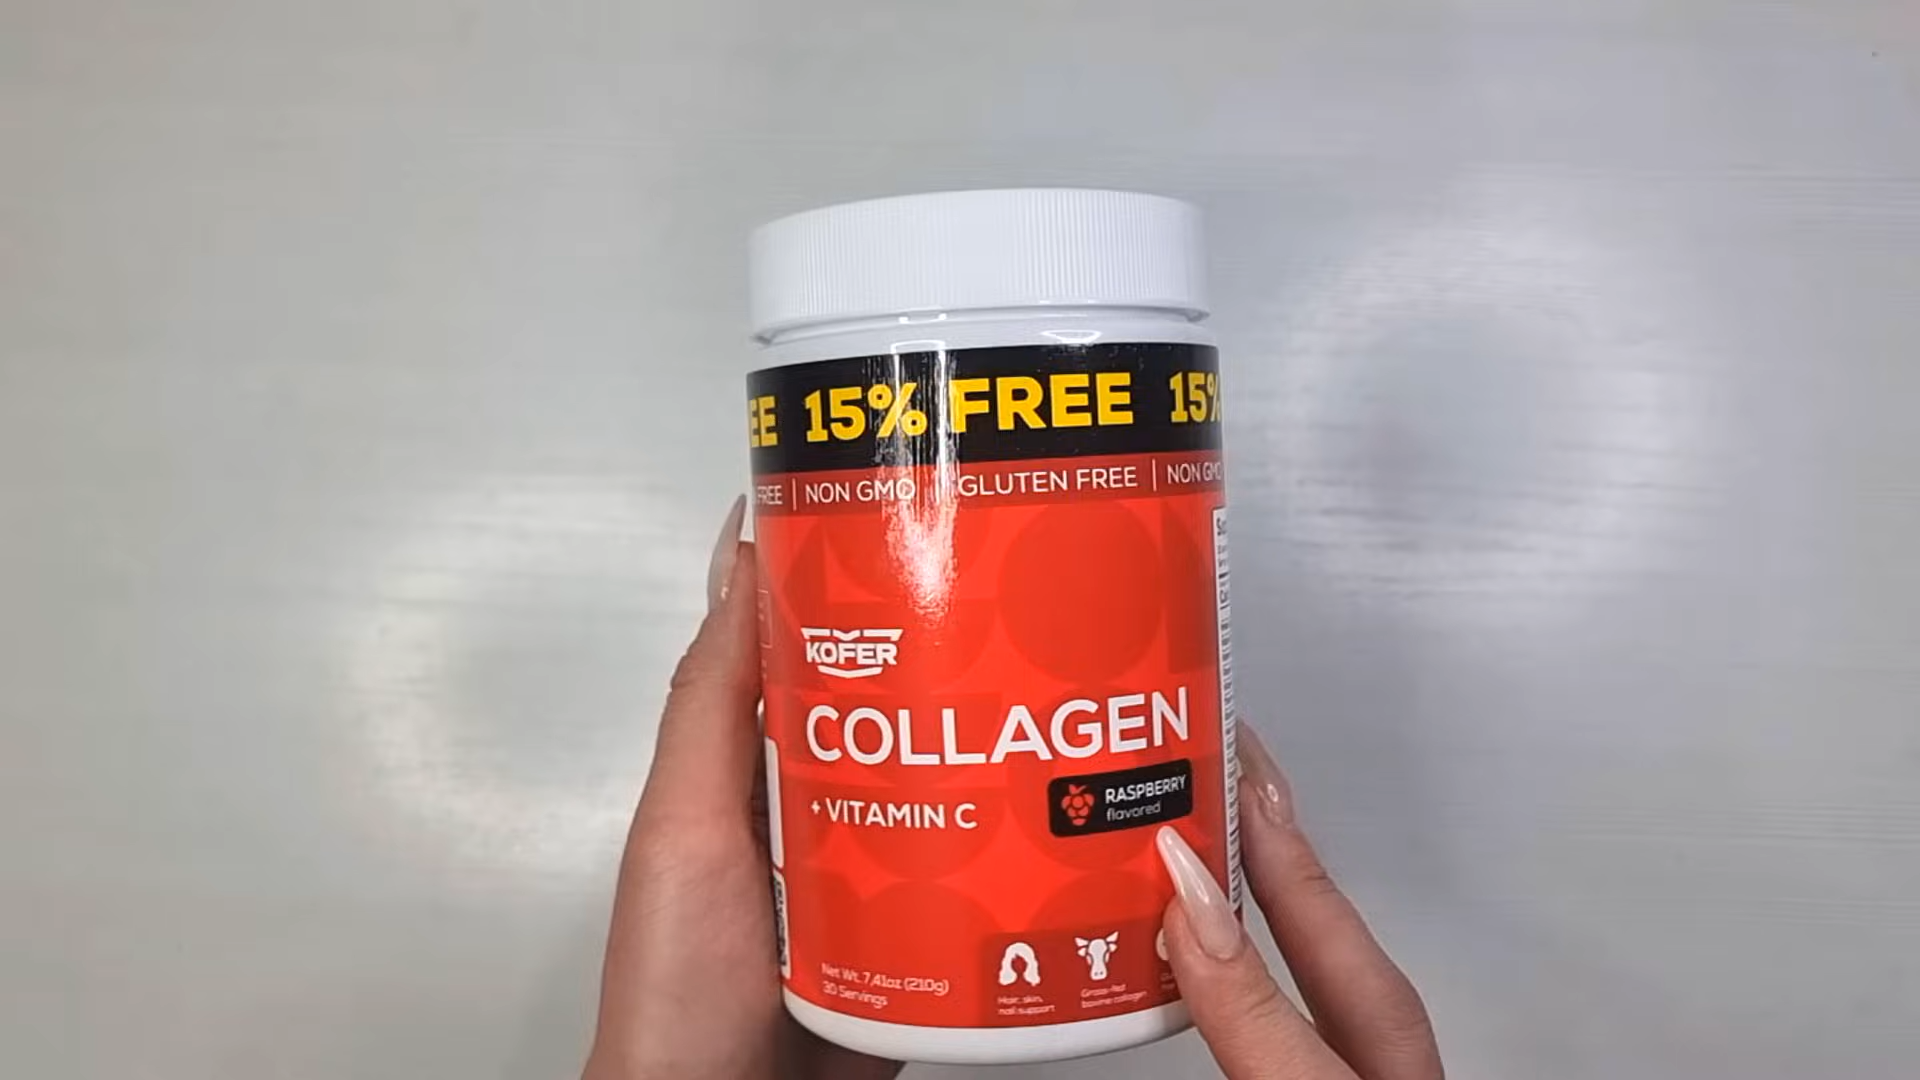 EE 15% FREE 15%
FREE | NON GMO | GLUTEN FREE | NON GMO
KOFER
COLLAGEN
+ VITAMIN C
RASPBERRY
flavored
Net Wt. 7,41oz (210g)
30 Servings
Hair, skin,
nail support
Grass-fed
bovine collagen